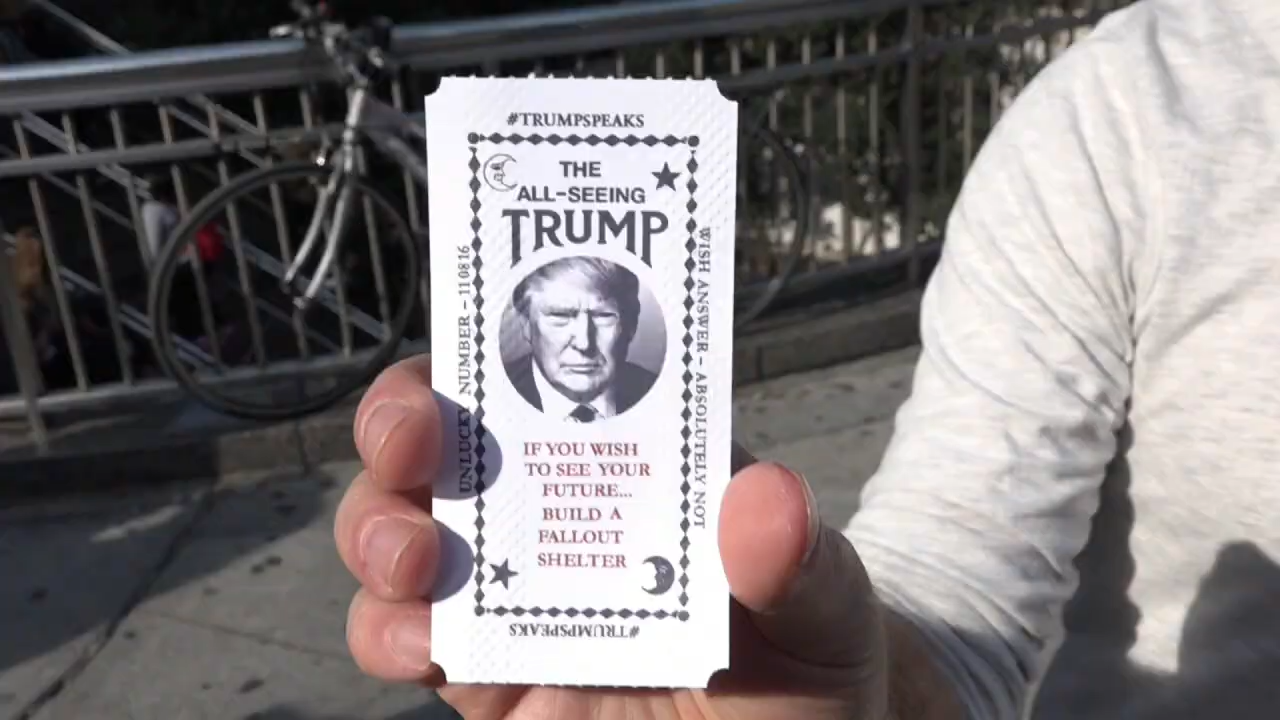 #TRUMPSPEAKS
THE
ALL-SEEING
TRUMP
UNLUCKY NUMBER - 110816
WISH ANSWER - ABSOLUTELY NOT
IF YOU WISH
TO SEE YOUR
FUTURE...
BUILD A
FALLOUT
SHELTER
#TRUMPSPEAKS